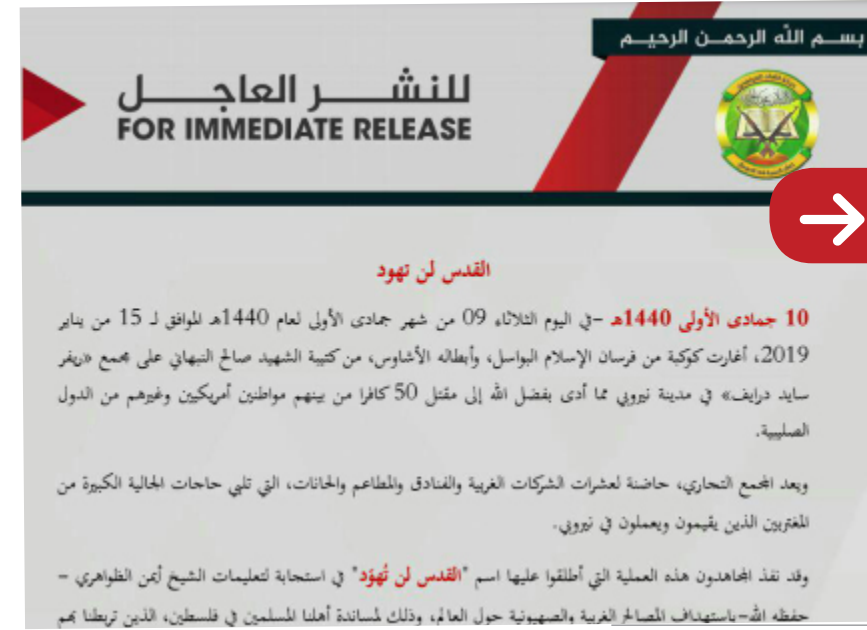 بســم الله الرحمــن الرحيــم
للنشــــر العاجــــــل
FOR IMMEDIATE RELEASE
القدس لن تهود
10 جمادى الأولى 1440هـ -في اليوم الثلاثاء 09 من شهر جمادى الأولى لعام 1440هـ الموافق لـ 15 من يناير
2019، أغارت كوكبة من فرسان الإسلام البواسل، وأبطاله الأشاوس، من كتيبة الشهيد صالح النبهاني على مجمع «ريفر
سايد درايف» في مدينة نيروبي مما أدى بفضل الله إلى مقتل 50 كافرا من بينهم مواطنين أمريكيين وغيرهم من الدول
الصليبية.
ويعد المجمع التجاري، حاضنة لعشرات الشركات الغربية والفنادق والمطاعم والحانات، التي تلبي حاجات الجالية الكبيرة من
المغتربين الذين يقيمون ويعملون في نيروبي.
وقد نفذ المجاهدون هذه العملية التي أطلقوا عليها اسم "القدس لن تُهوّد" في استجابة لتعليمات الشيخ أيمن الظواهري -
حفظه الله-باستهداف المصالح الغربية والصهيونية حول العالم، وذلك لمساندة أهلنا المسلمين في فلسطين، الذين تربطنا بهم